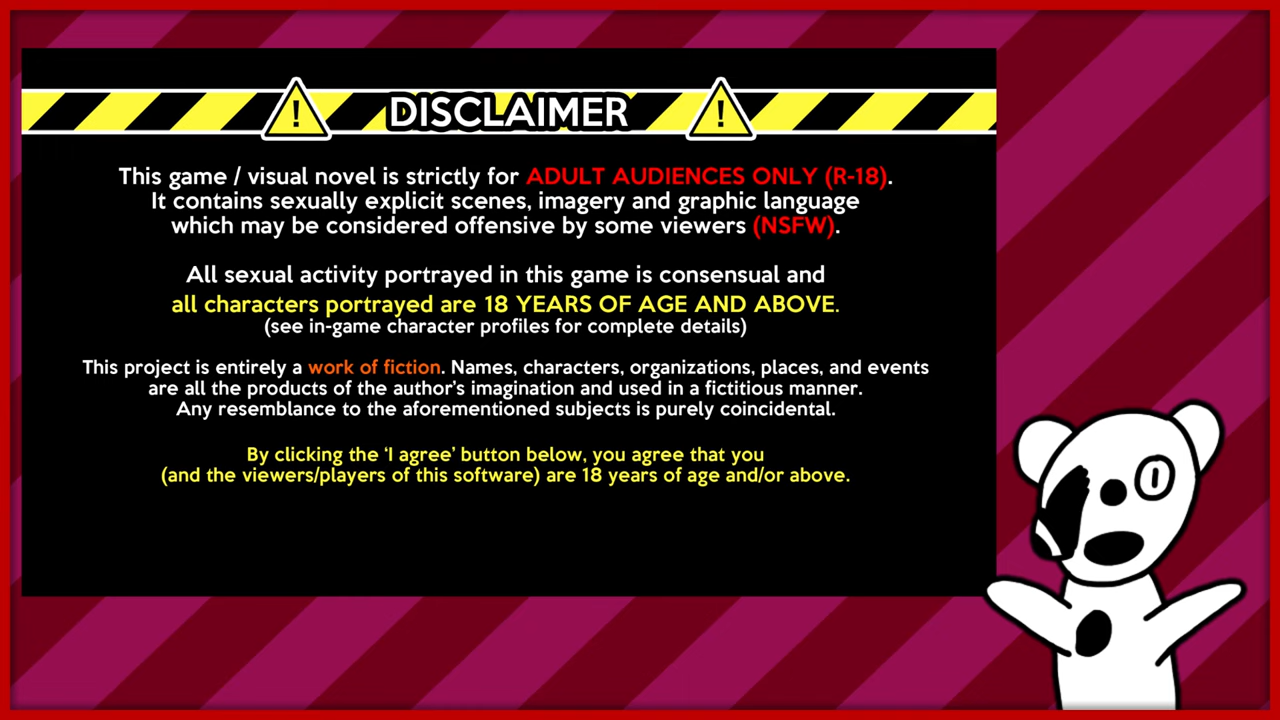 DISCLAIMER
This game / visual novel is strictly for ADULT AUDIENCES ONLY (R-18).
It contains sexually explicit scenes, imagery and graphic language
which may be considered offensive by some viewers (NSFW).
All sexual activity portrayed in this game is consensual and
all characters portrayed are 18 YEARS OF AGE AND ABOVE.
(see in-game character profiles for complete details)
This project is entirely a work of fiction. Names, characters, organizations, places, and events
are all the products of the author's imagination and used in a fictitious manner.
Any resemblance to the aforementioned subjects is purely coincidental.
By clicking the ‘I agree’ button below, you agree that you
(and the viewers/players of this software) are 18 years of age and/or above.